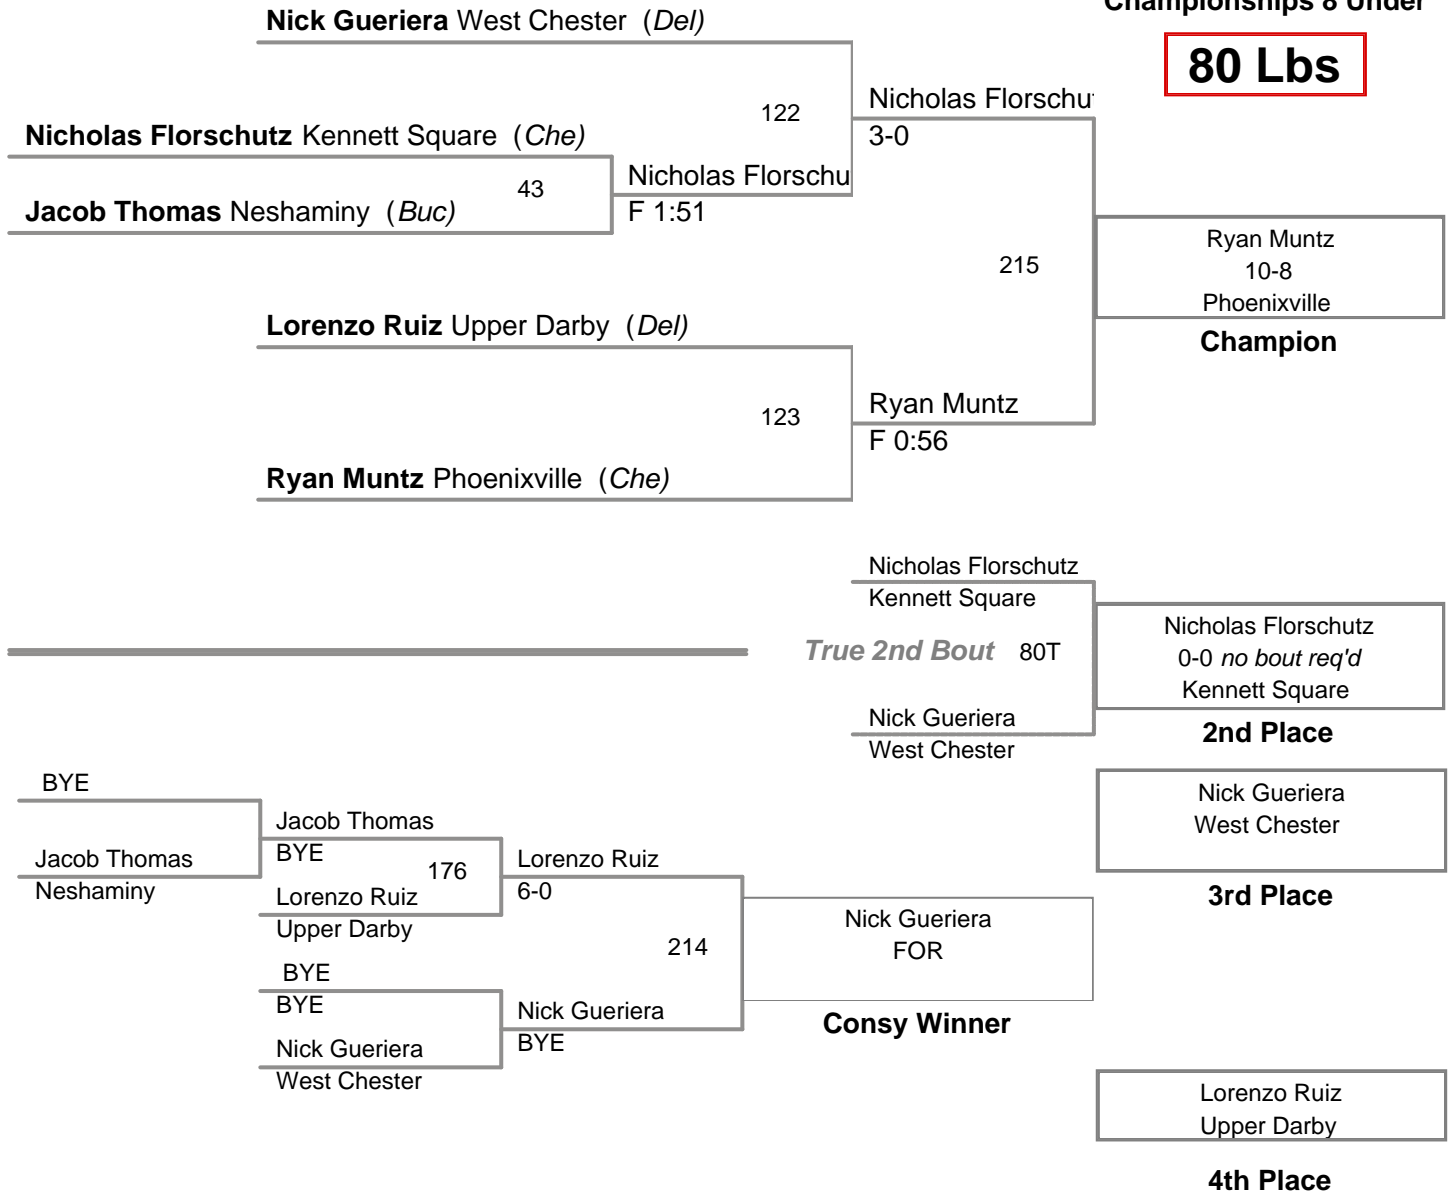 Championships 8 Under
80 Lbs
Nick Gueriera West Chester (Del)
122
Nicholas Florschu
3-0
Nicholas Florschutz Kennett Square (Che)
43
Nicholas Florschu
F 1:51
Jacob Thomas Neshaminy (Buc)
215
Ryan Muntz
10-8
Phoenixville
Champion
Lorenzo Ruiz Upper Darby (Del)
123
Ryan Muntz
F 0:56
Ryan Muntz Phoenixville (Che)
Nicholas Florschutz
Kennett Square
True 2nd Bout 80T
Nick Gueriera
West Chester
Nicholas Florschutz
0-0 no bout req'd
Kennett Square
2nd Place
Nick Gueriera
West Chester
3rd Place
BYE
Jacob Thomas
Neshaminy
Jacob Thomas
BYE
176
Lorenzo Ruiz
Upper Darby
Lorenzo Ruiz
6-0
BYE
BYE
Nick Gueriera
West Chester
Nick Gueriera
BYE
214
Nick Gueriera
FOR
Consy Winner
Lorenzo Ruiz
Upper Darby
4th Place